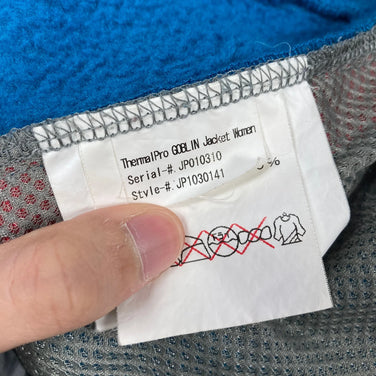 ThermalPro GOBLIN Jacket Women
Serial-#. JP010310
Style-#. JP1030141
%